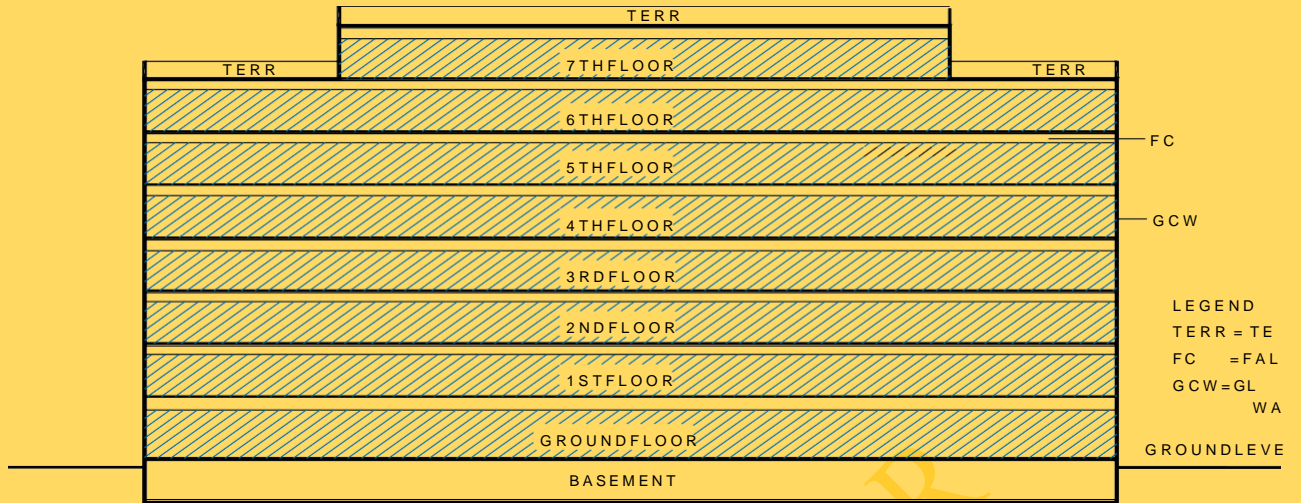 TERR
7THFLOOR
TERR
TERR
6THFLOOR
FC
5THFLOOR
4THFLOOR
GCW
3RDFLOOR
LEGEND
2NDFLOOR
TERR = TE
FC =FAL
1STFLOOR
GCW=GL
WA
GROUNDFLOOR
GROUNDLEVE
BASEMENT
R